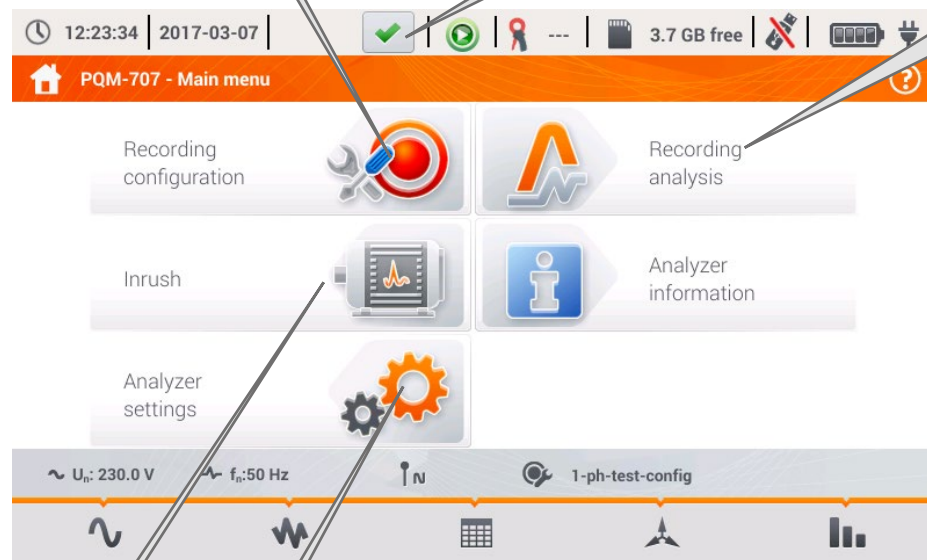 12:23:34 2017-03-07 --- 3.7 GB free
PQM-707 - Main menu ?
Recording
configuration
Recording
analysis
Inrush
Analyzer
information
Analyzer
settings
Uₙ: 230.0 V fₙ:50 Hz N 1-ph-test-config